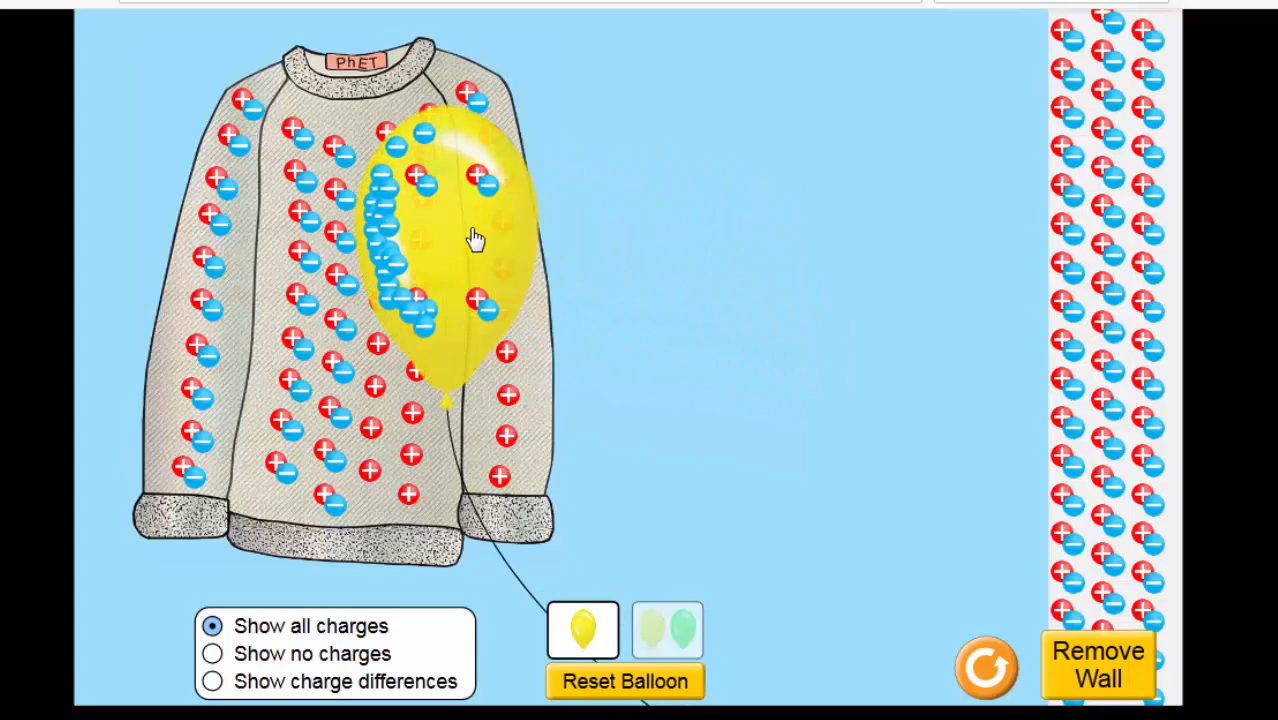 PhET
Show all charges
Show no charges
Show charge differences
Reset Balloon
Remove
Wall